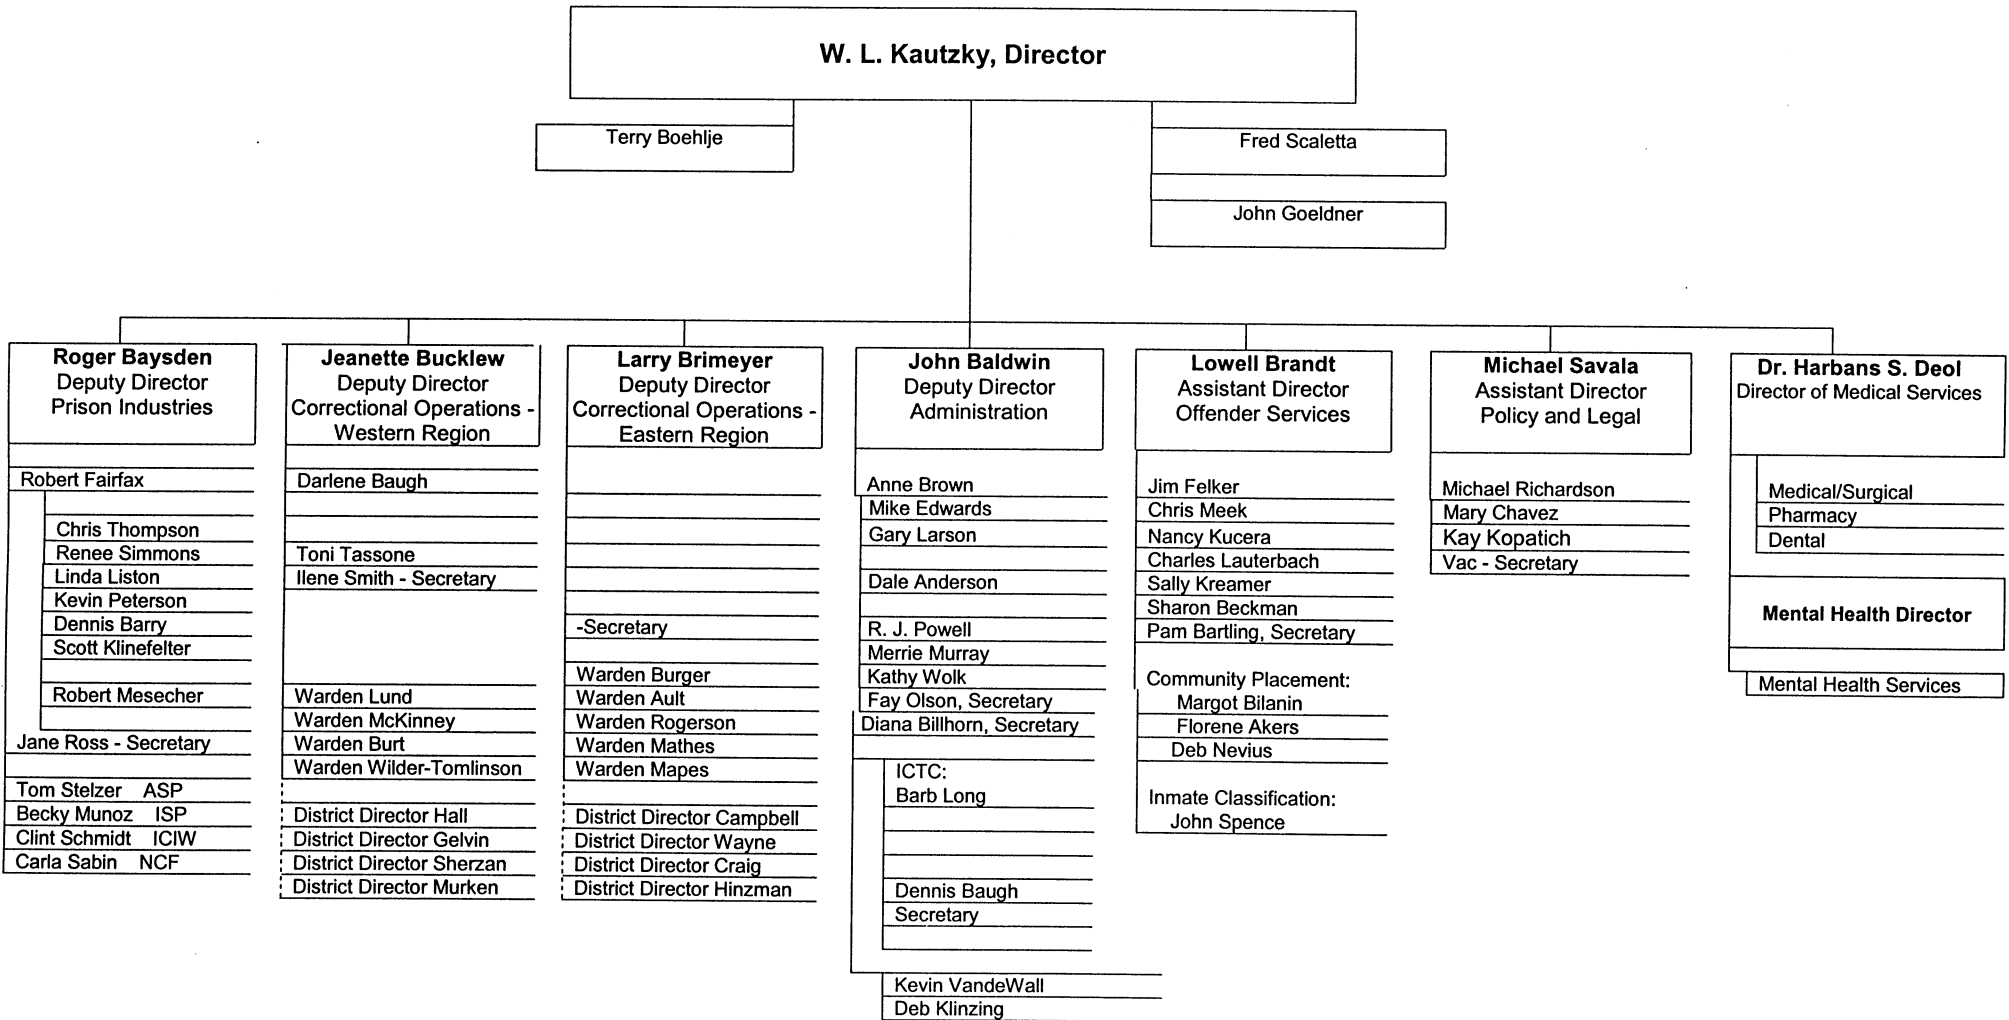 W. L. Kautzky, Director
Terry Boehlje
Fred Scaletta
John Goeldner
Roger Baysden
Deputy Director
Prison Industries
Robert Fairfax
Chris Thompson
Renee Simmons
Linda Liston
Kevin Peterson
Dennis Barry
Scott Klinefelter
Robert Mesecher
Jane Ross - Secretary
Tom Stelzer ASP
Becky Munoz ISP
Clint Schmidt ICIW
Carla Sabin NCF
Jeanette Bucklew
Deputy Director
Correctional Operations -
Western Region
Darlene Baugh
Toni Tassone
Ilene Smith - Secretary
Warden Lund
Warden McKinney
Warden Burt
Warden Wilder-Tomlinson
District Director Hall
District Director Gelvin
District Director Sherzan
District Director Murken
Larry Brimeyer
Deputy Director
Correctional Operations -
Eastern Region
-Secretary
Warden Burger
Warden Ault
Warden Rogerson
Warden Mathes
Warden Mapes
District Director Campbell
District Director Wayne
District Director Craig
District Director Hinzman
John Baldwin
Deputy Director
Administration
Anne Brown
Mike Edwards
Gary Larson
Dale Anderson
R. J. Powell
Merrie Murray
Kathy Wolk
Fay Olson, Secretary
Diana Billhorn, Secretary
ICTC:
Barb Long
Dennis Baugh
Secretary
Kevin VandeWall
Deb Klinzing
Lowell Brandt
Assistant Director
Offender Services
Jim Felker
Chris Meek
Nancy Kucera
Charles Lauterbach
Sally Kreamer
Sharon Beckman
Pam Bartling, Secretary
Community Placement:
Margot Bilanin
Florene Akers
Deb Nevius
Inmate Classification:
John Spence
Michael Savala
Assistant Director
Policy and Legal
Michael Richardson
Mary Chavez
Kay Kopatich
Vac - Secretary
Dr. Harbans S. Deol
Director of Medical Services
Medical/Surgical
Pharmacy
Dental
Mental Health Director
Mental Health Services